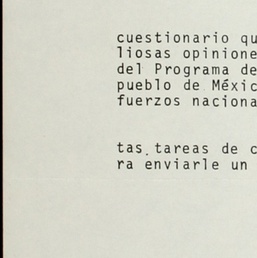 cuestionario qu
liosas opinione
del Programa de
pueblo de Méxic
fuerzos naciona
tas tareas de c
ra enviarle un